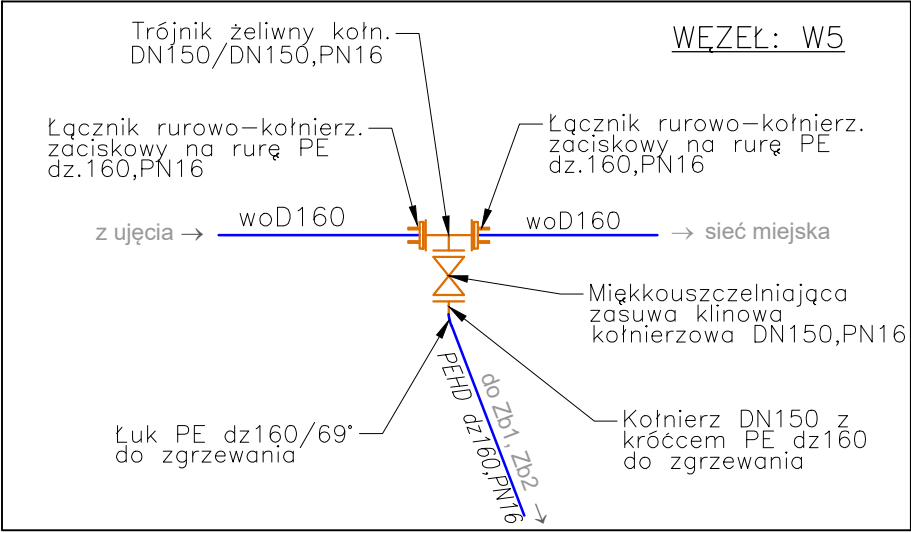 Trójnik żeliwny kołn.
DN150/DN150,PN16
WĘZEŁ: W5
Łącznik rurowo-kołnierz.
zaciskowy na rurę PE
dz.160,PN16
Łącznik rurowo-kołnierz.
zaciskowy na rurę PE
dz.160,PN16
z ujęcia →
woD160
woD160
→ sieć miejska
Miękkouszczelniająca
zasuwa klinowa
kołnierzowa DN150,PN16
do Zb1, Zb2 →
PEHD dz160,PN16
Łuk PE dz160/69°
do zgrzewania
Kołnierz DN150 z
króćcem PE dz160
do zgrzewania